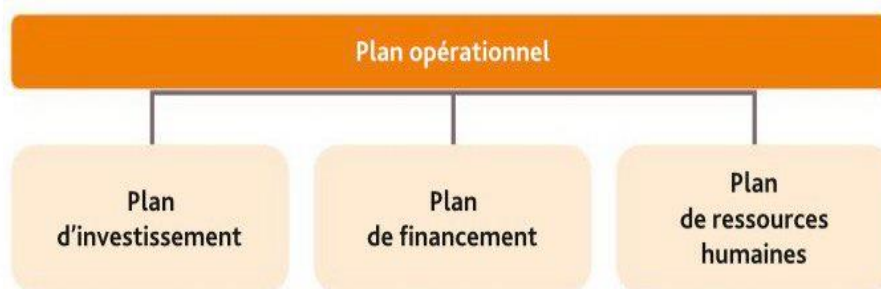 Plan opérationnel
Plan
d'investissement
Plan
de financement
Plan
de ressources
humaines